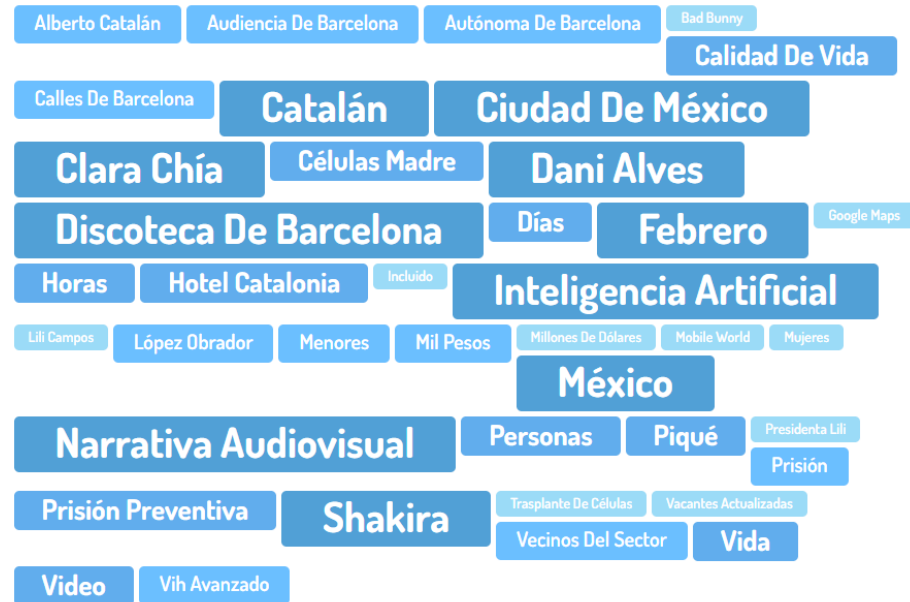 Alberto Catalán Audiencia De Barcelona Autónoma De Barcelona Bad Bunny
Calidad De Vida
Calles De Barcelona Catalán Ciudad De México
Clara Chía Células Madre Dani Alves
Discoteca De Barcelona Días Febrero Google Maps
Horas Hotel Catalonia Incluido Inteligencia Artificial
Lili Campos López Obrador Menores Mil Pesos Millones De Dólares Mobile World Mujeres
México
Narrativa Audiovisual Personas Piqué Presidenta Lili
Prisión
Prisión Preventiva Shakira Trasplante De Células Vacantes Actualizadas
Vecinos Del Sector Vida
Video Vih Avanzado